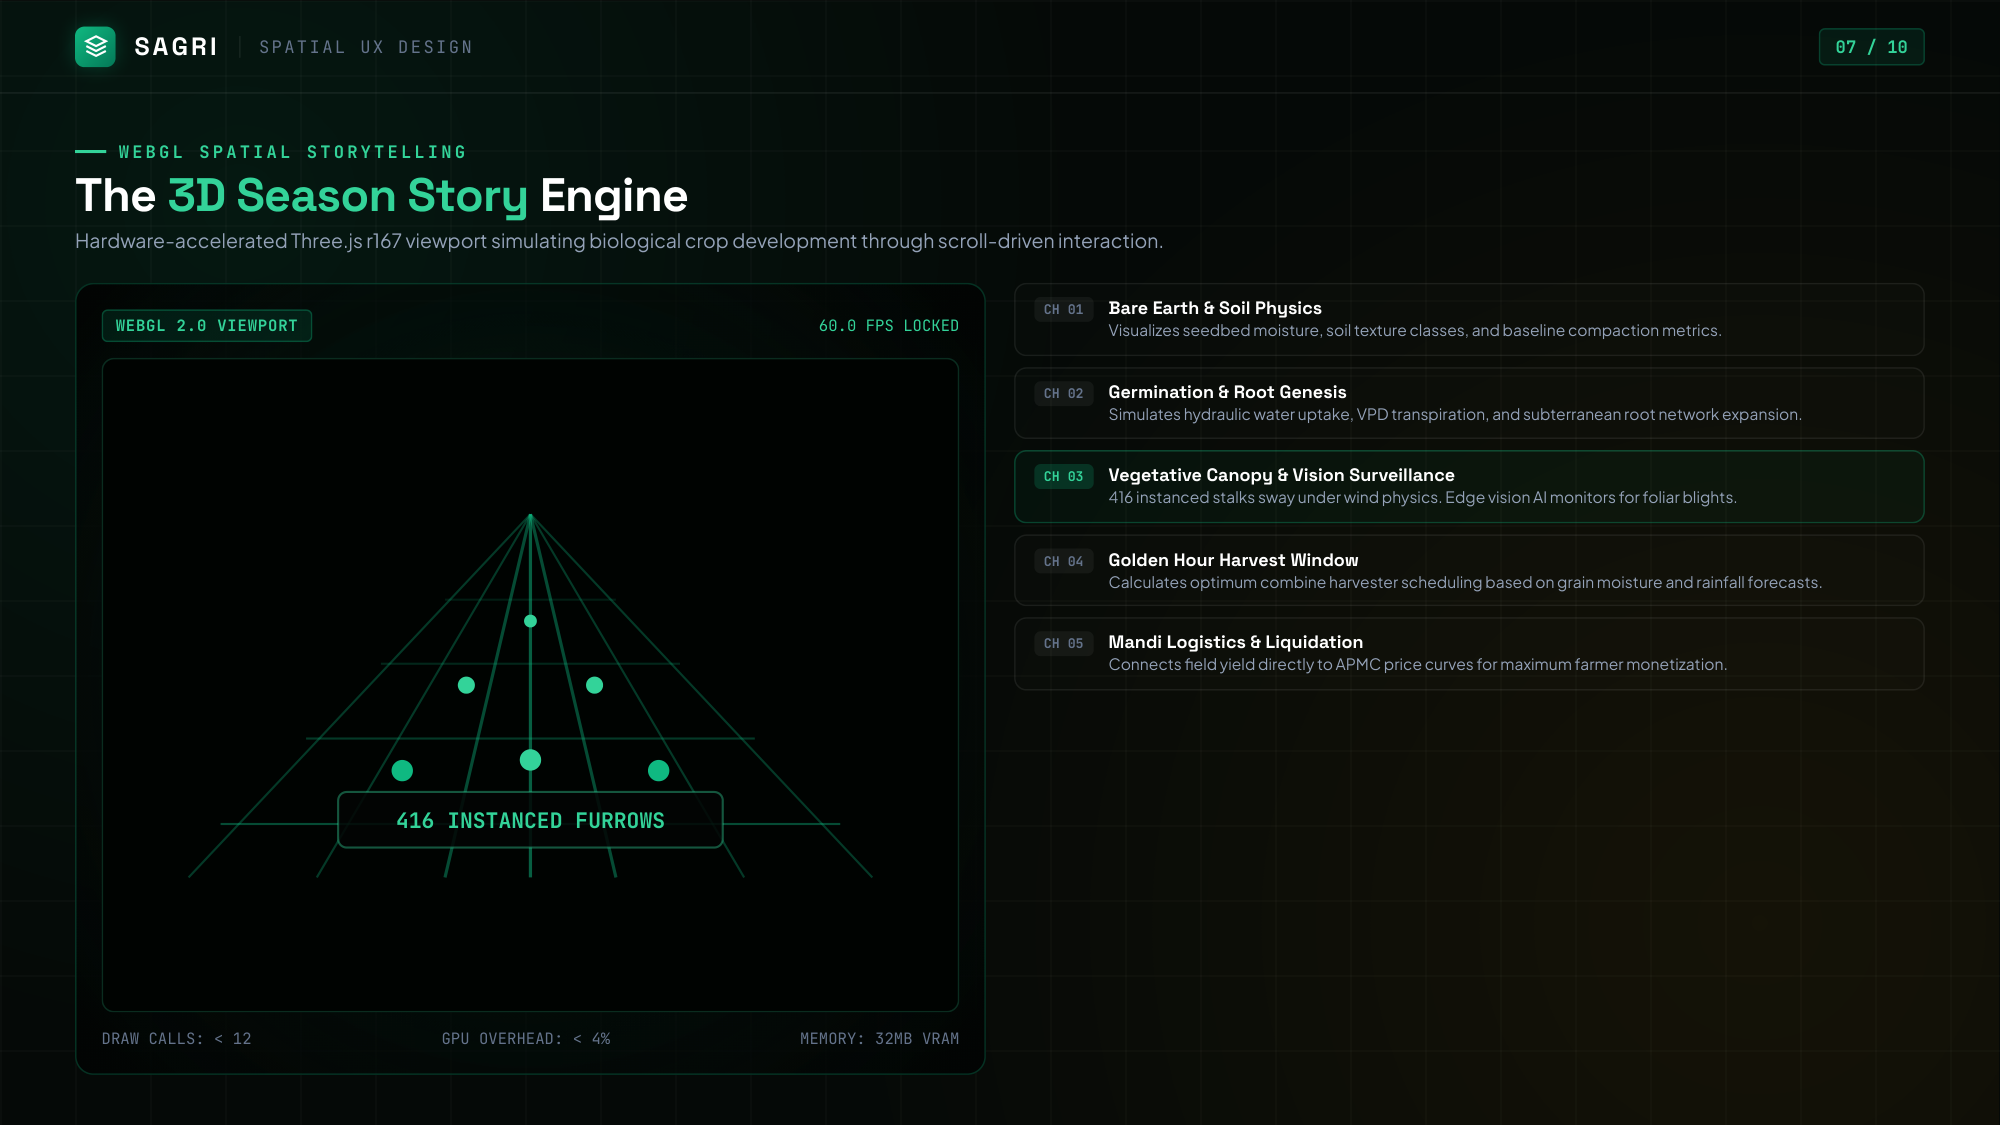 SAGRI
SPATIAL UX DESIGN
07 / 10
WEBGL SPATIAL STORYTELLING
The 3D Season Story Engine
Hardware-accelerated Three.js r167 viewport simulating biological crop development through scroll-driven interaction.
WEBGL 2.0 VIEWPORT
60.0 FPS LOCKED
416 INSTANCED FURROWS
DRAW CALLS: < 12
GPU OVERHEAD: < 4%
MEMORY: 32MB VRAM
CH 01
Bare Earth & Soil Physics
Visualizes seedbed moisture, soil texture classes, and baseline compaction metrics.
CH 02
Germination & Root Genesis
Simulates hydraulic water uptake, VPD transpiration, and subterranean root network expansion.
CH 03
Vegetative Canopy & Vision Surveillance
416 instanced stalks sway under wind physics. Edge vision AI monitors for foliar blights.
CH 04
Golden Hour Harvest Window
Calculates optimum combine harvester scheduling based on grain moisture and rainfall forecasts.
CH 05
Mandi Logistics & Liquidation
Connects field yield directly to APMC price curves for maximum farmer monetization.